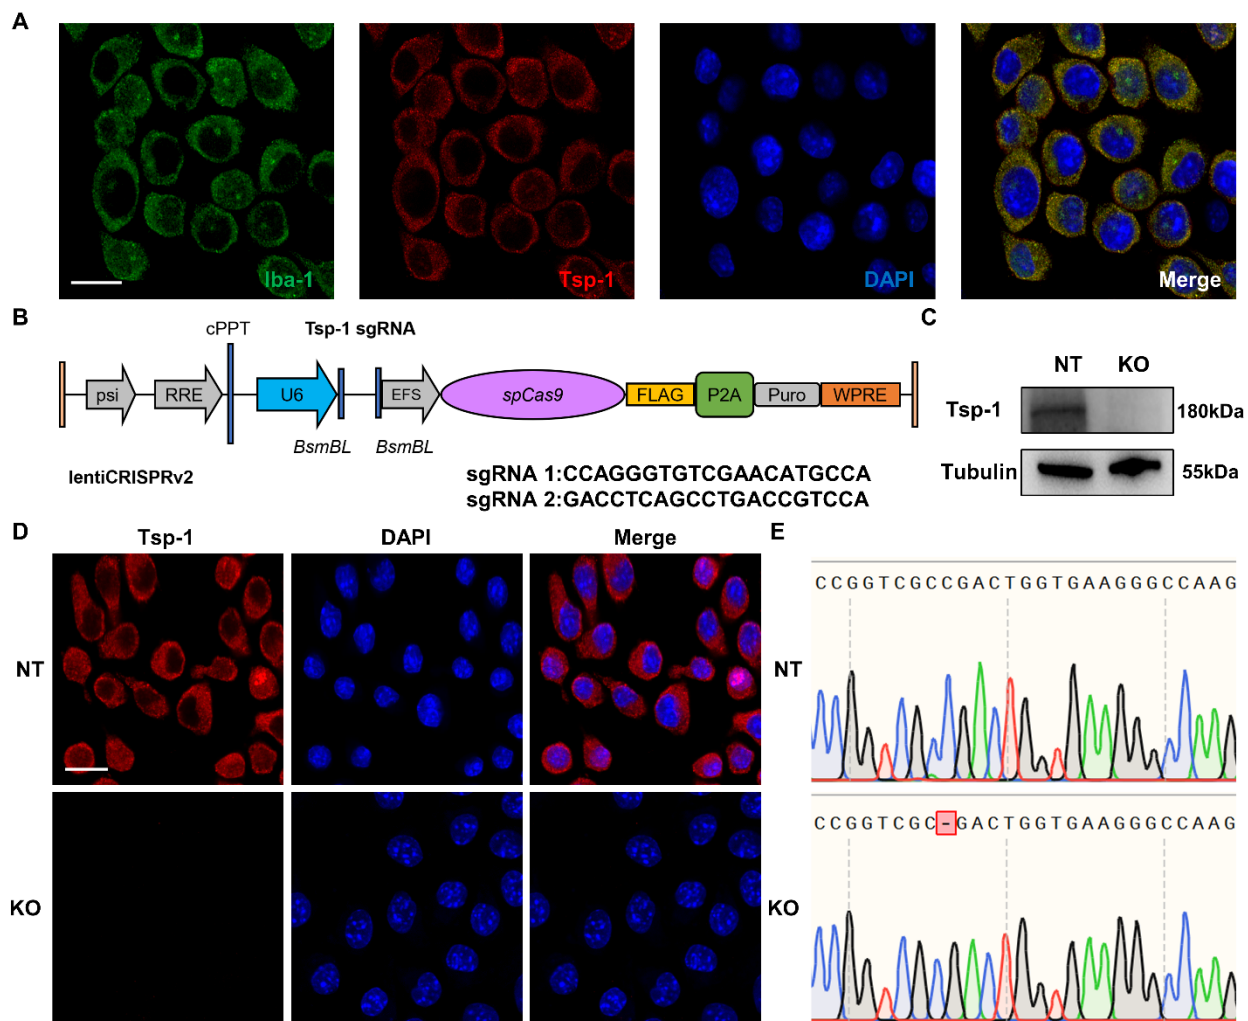 A
Iba-1
Tsp-1
DAPI
Merge
B
cPPT
Tsp-1 sgRNA
psi
RRE
U6
EFS
spCas9
FLAG
P2A
Puro
WPRE
BsmBL
BsmBL
lentiCRISPRv2
sgRNA 1:CCAGGGTGTCGAACATGCCA
sgRNA 2:GACCTCAGCCTGACCGTCCA
C
NT
KO
Tsp-1
180kDa
Tubulin
55kDa
D
Tsp-1
DAPI
Merge
NT
KO
E
CCGGTCGCCGACTGGTGAAGGGCCAAG
NT
CCGGTCGC-GACTGGTGAAGGGCCAAG
KO